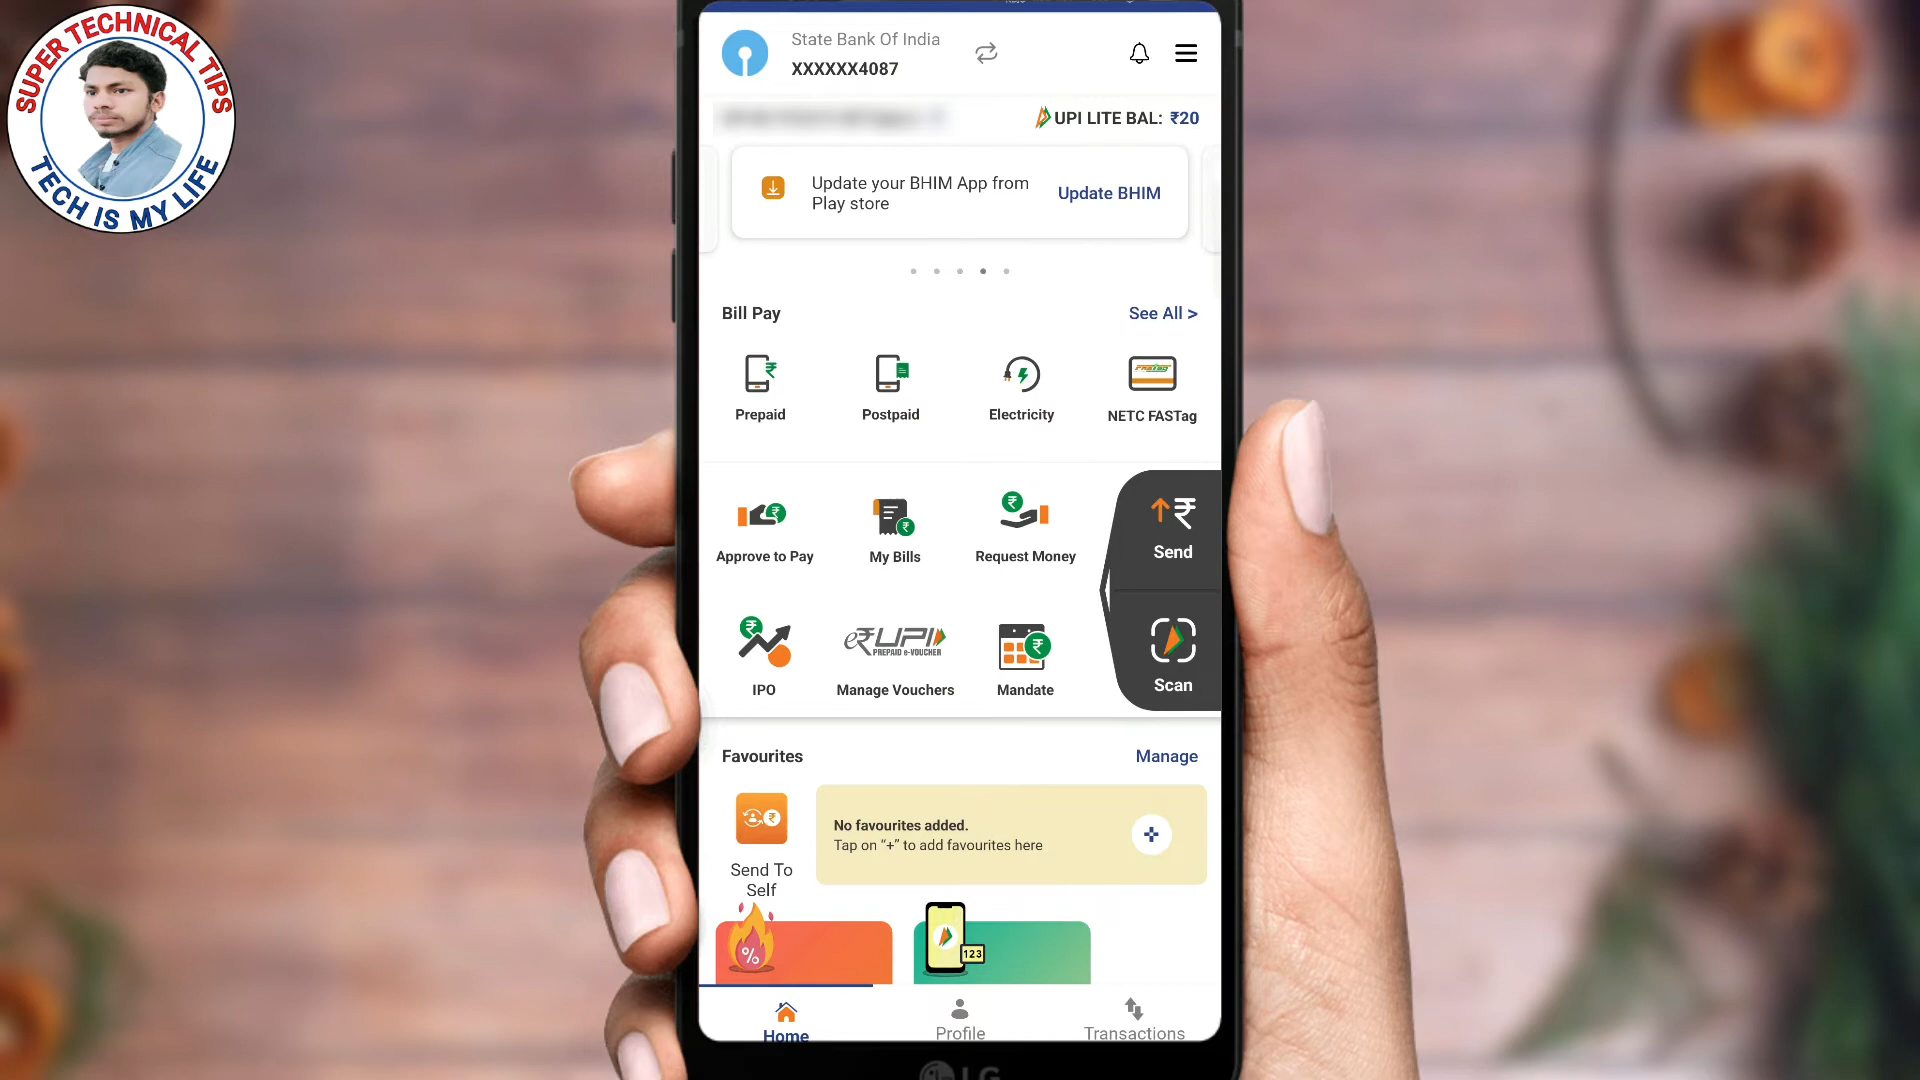 SUPER TECHNICAL TIPS
TECH IS MY LIFE
State Bank Of India
XXXXXX4087
UPI LITE BAL: ₹20
Update your BHIM App from
Play store
Update BHIM
Bill Pay
See All >
Prepaid
Postpaid
Electricity
FASTag
NETC FASTag
Send
Approve to Pay
My Bills
Request Money
e₹UPI
PREPAID e-VOUCHER
Scan
IPO
Manage Vouchers
Mandate
Favourites
Manage
No favourites added.
Tap on “+” to add favourites here
Send To
Self
%
123
Home
Profile
Transactions
LG